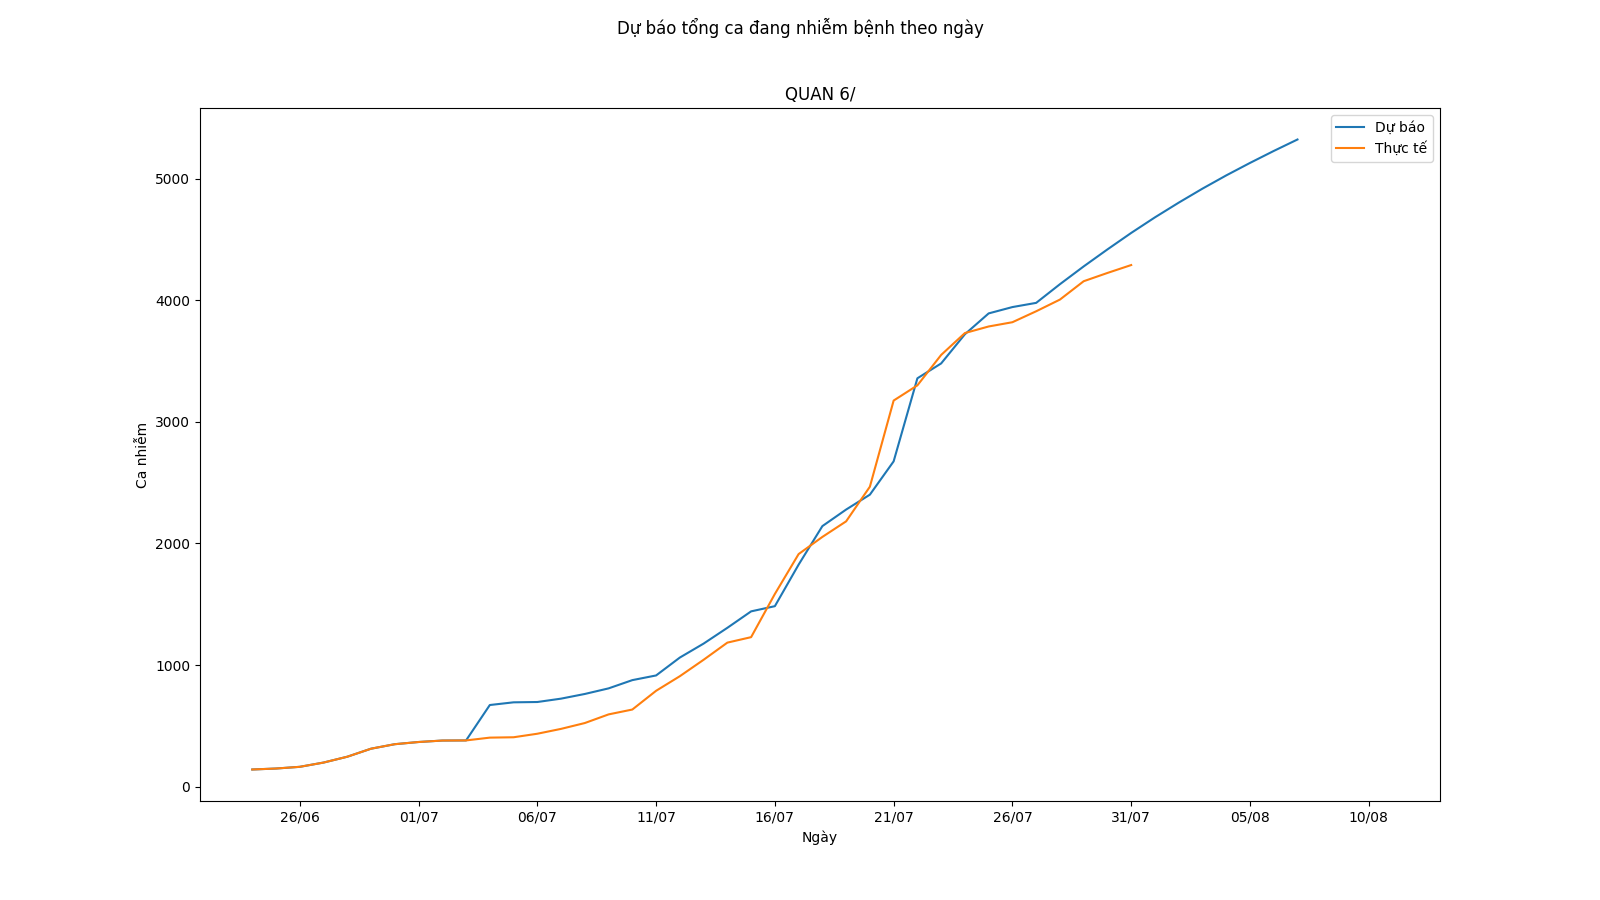 Dự báo tổng ca đang nhiễm bệnh theo ngày
QUAN 6/
Dự báo
Thực tế
5000
4000
3000
2000
1000
0
Ca nhiễm
26/06 01/07 06/07 11/07 16/07 21/07 26/07 31/07 05/08 10/08
Ngày